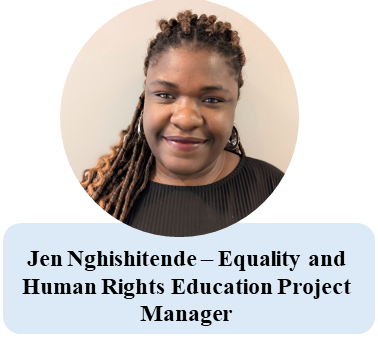 Jen Nghishitende – Equality and
Human Rights Education Project
Manager